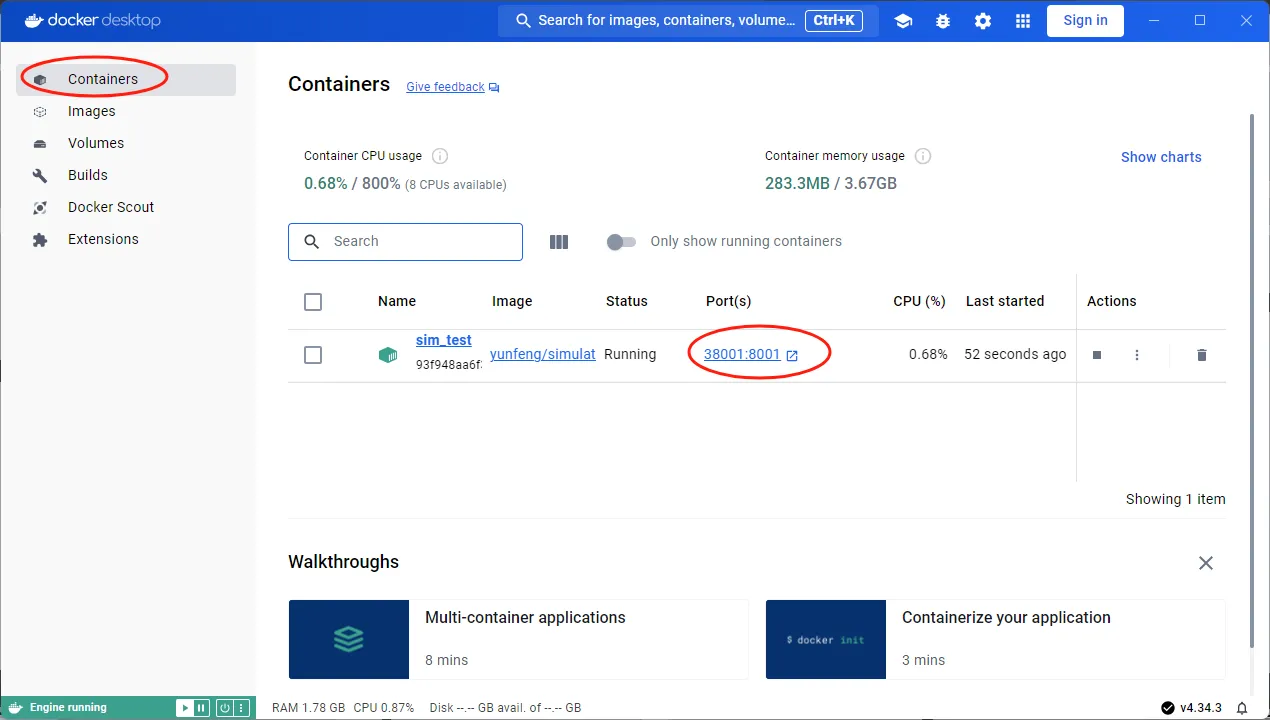 docker desktop
Search for images, containers, volume... Ctrl+K
Sign in
Containers
Images
Volumes
Builds
Docker Scout
Extensions
Containers Give feedback
Container CPU usage
0.68% / 800% (8 CPUs available)
Container memory usage
283.3MB / 3.67GB
Show charts
Search
Only show running containers
Name Image Status Port(s) CPU (%) Last started Actions
sim_test
93f948aa6f
yunfeng/simulat Running 38001:8001 0.68% 52 seconds ago
Showing 1 item
Walkthroughs
Multi-container applications
8 mins
$ docker init
Containerize your application
3 mins
Engine running
RAM 1.78 GB CPU 0.87% Disk --.-- GB avail. of --.-- GB
v4.34.3